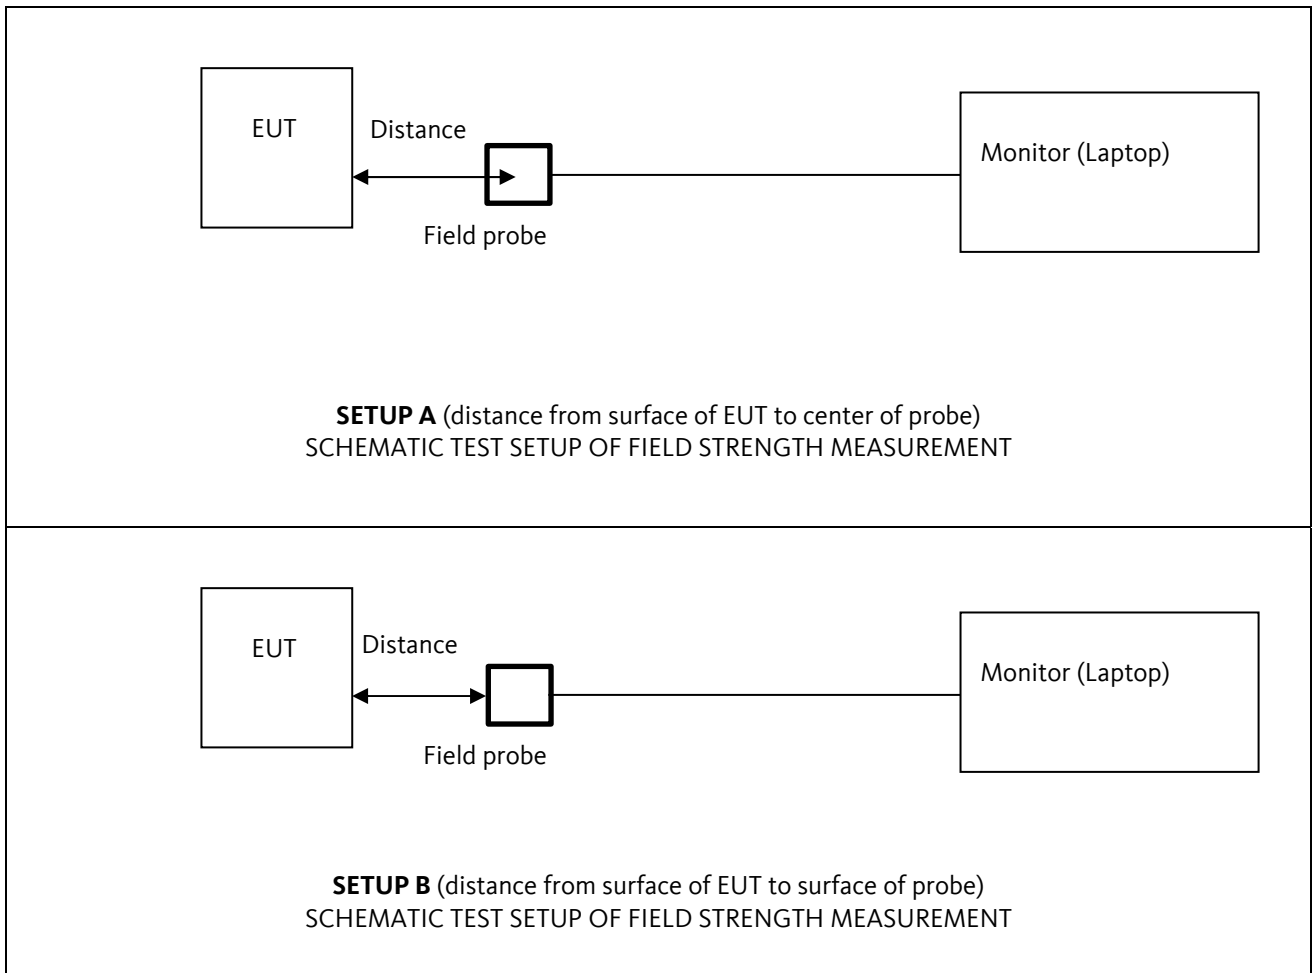 EUT
Distance
Monitor (Laptop)
Field probe
SETUP A (distance from surface of EUT to center of probe)
SCHEMATIC TEST SETUP OF FIELD STRENGTH MEASUREMENT
EUT
Distance
Monitor (Laptop)
Field probe
SETUP B (distance from surface of EUT to surface of probe)
SCHEMATIC TEST SETUP OF FIELD STRENGTH MEASUREMENT